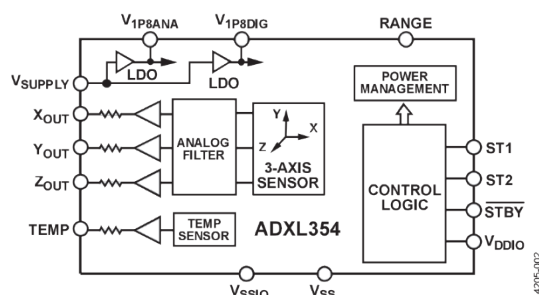 V1P8ANA V1P8DIG RANGE
LDO LDO
VSUPPLY
POWER
MANAGEMENT
XOUT
YOUT
ZOUT
ANALOG
FILTER
Y
X
Z
3-AXIS
SENSOR
CONTROL
LOGIC
ST1
ST2
STBY
VDDIO
TEMP
TEMP
SENSOR
ADXL354
VSSIO VSS